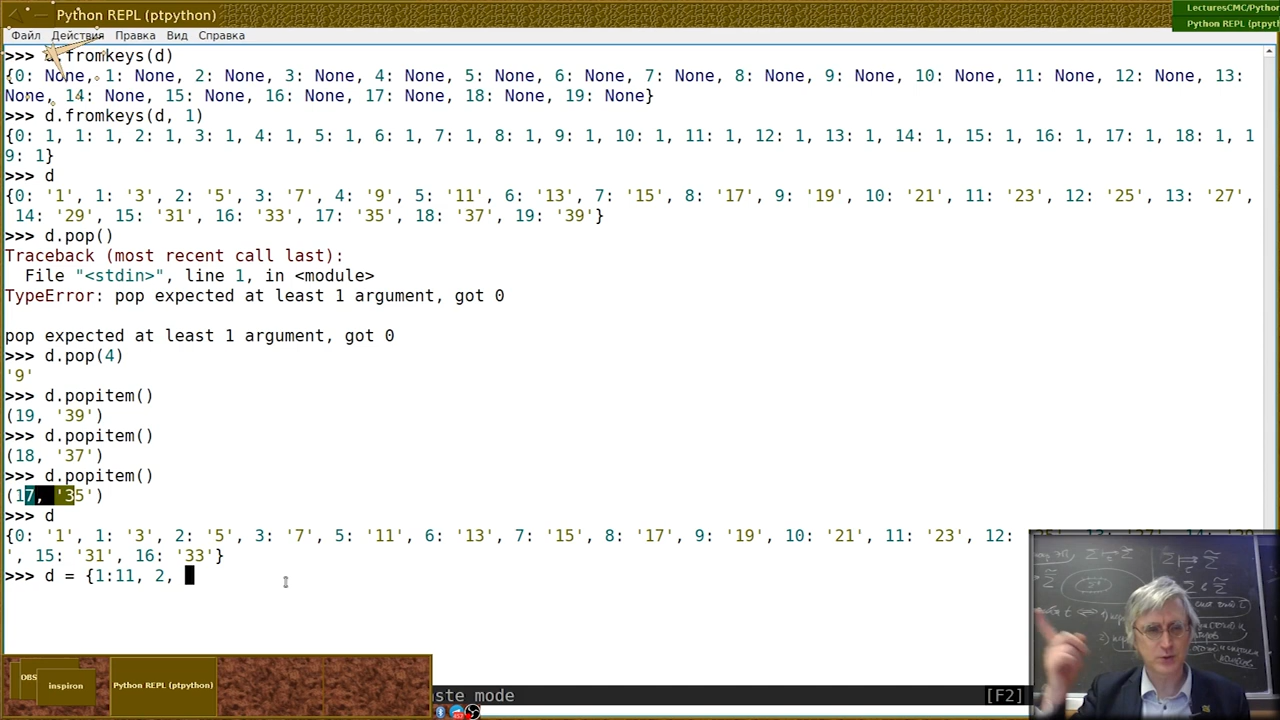 Python REPL (ptpython)
LecturesCMC/Python
Python REPL (ptpython
Файл Действия Правка Вид Справка
>>> d.fromkeys(d)
{0: None, 1: None, 2: None, 3: None, 4: None, 5: None, 6: None, 7: None, 8: None, 9: None, 10: None, 11: None, 12: None, 13:
None, 14: None, 15: None, 16: None, 17: None, 18: None, 19: None}
>>> d.fromkeys(d, 1)
{0: 1, 1: 1, 2: 1, 3: 1, 4: 1, 5: 1, 6: 1, 7: 1, 8: 1, 9: 1, 10: 1, 11: 1, 12: 1, 13: 1, 14: 1, 15: 1, 16: 1, 17: 1, 18: 1, 1
9: 1}
>>> d
{0: '1', 1: '3', 2: '5', 3: '7', 4: '9', 5: '11', 6: '13', 7: '15', 8: '17', 9: '19', 10: '21', 11: '23', 12: '25', 13: '27',
14: '29', 15: '31', 16: '33', 17: '35', 18: '37', 19: '39'}
>>> d.pop()
Traceback (most recent call last):
File "<stdin>", line 1, in <module>
TypeError: pop expected at least 1 argument, got 0
pop expected at least 1 argument, got 0
>>> d.pop(4)
'9'
>>> d.popitem()
(19, '39')
>>> d.popitem()
(18, '37')
>>> d.popitem()
(17, '35')
>>> d
{0: '1', 1: '3', 2: '5', 3: '7', 5: '11', 6: '13', 7: '15', 8: '17', 9: '19', 10: '21', 11: '23', 12:
', 15: '31', 16: '33'}
>>> d = {1:11, 2,
OBS
inspiron
Python REPL (ptpython)
ste mode
[F2]